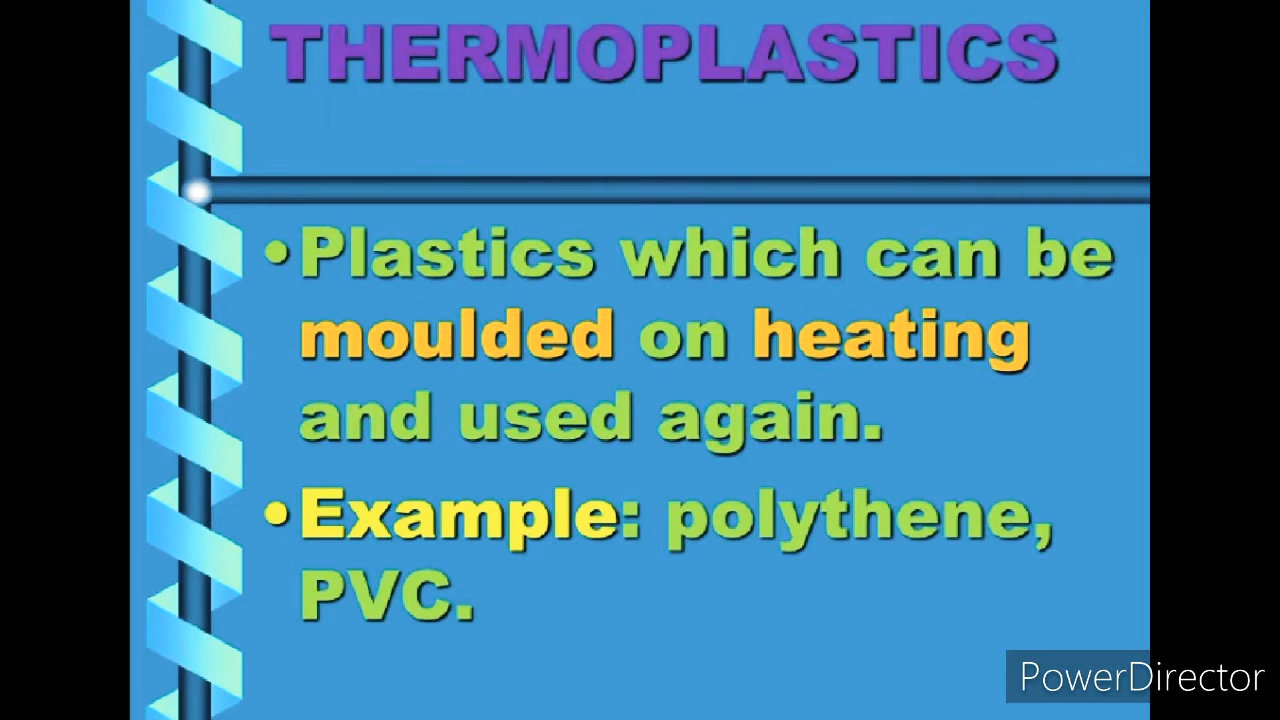 THERMOPLASTICS
•Plastics which can be
moulded on heating
and used again.
•Example: polythene,
PVC.
PowerDirector